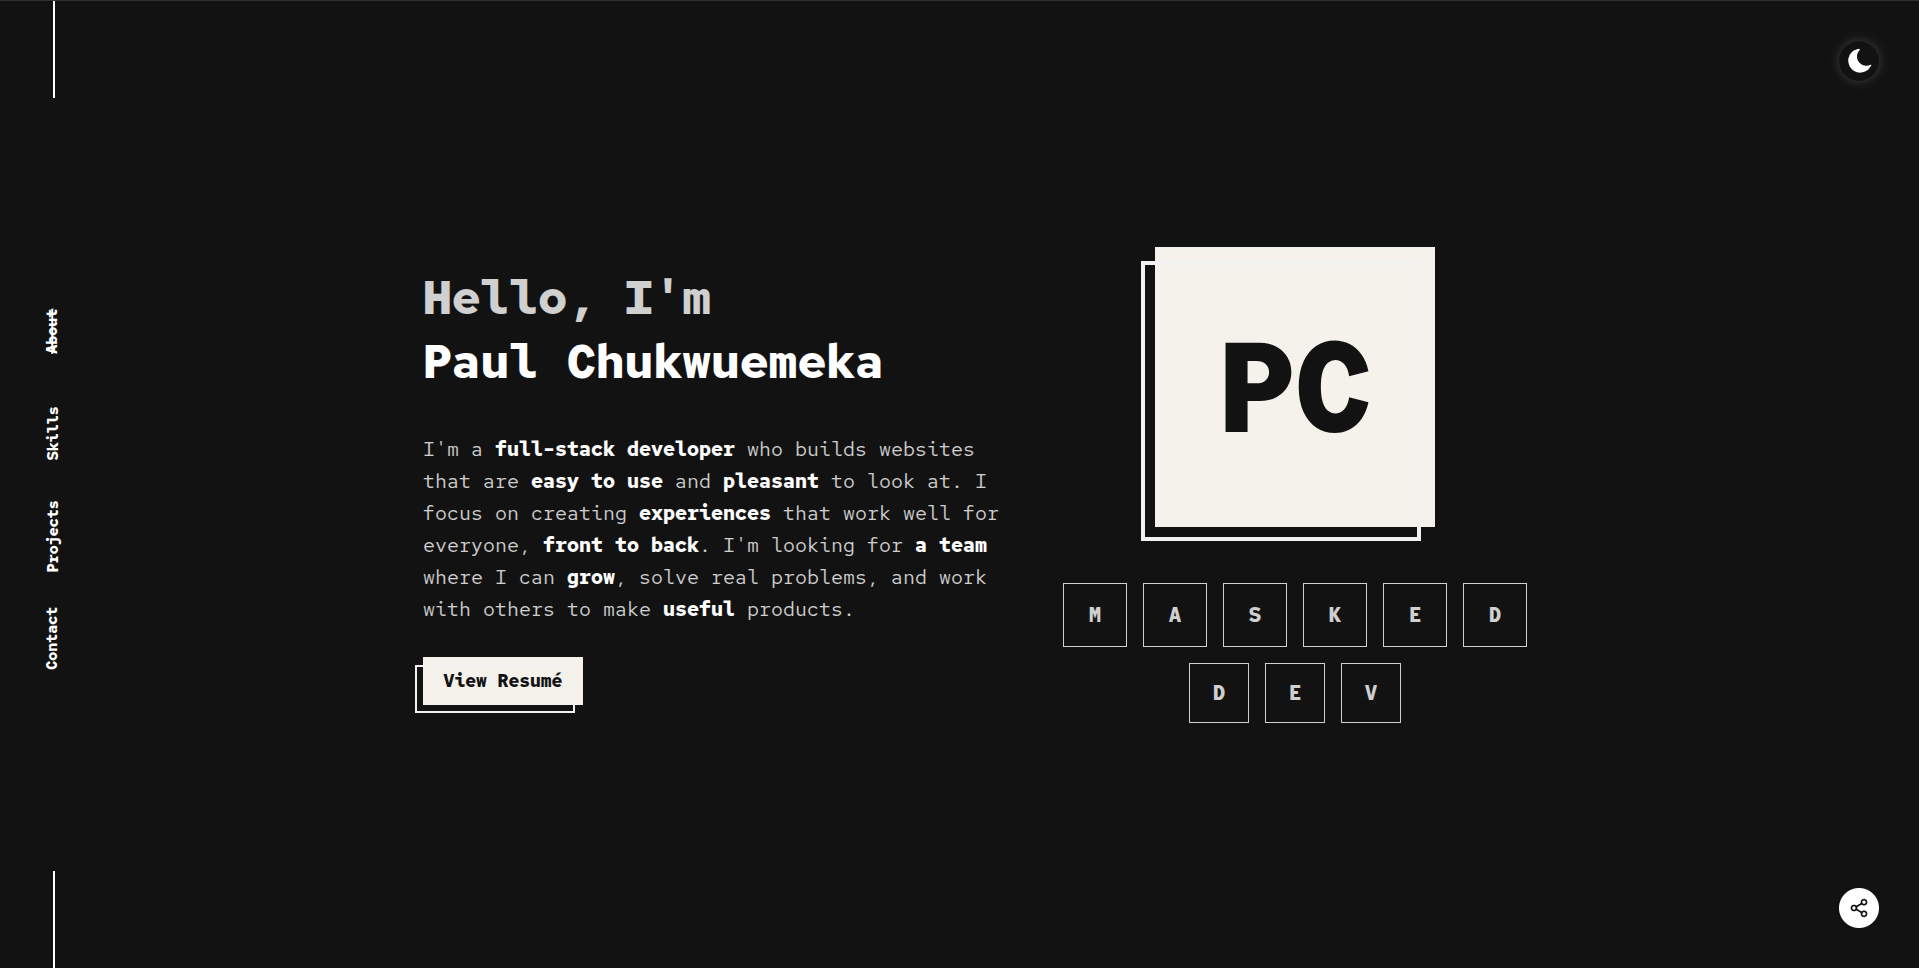 About
Skills
Projects
Contact
Hello, I'm
Paul Chukwuemeka
I'm a full-stack developer who builds websites
that are easy to use and pleasant to look at. I
focus on creating experiences that work well for
everyone, front to back. I'm looking for a team
where I can grow, solve real problems, and work
with others to make useful products.
View Resumé
PC
M A S K E D
D E V